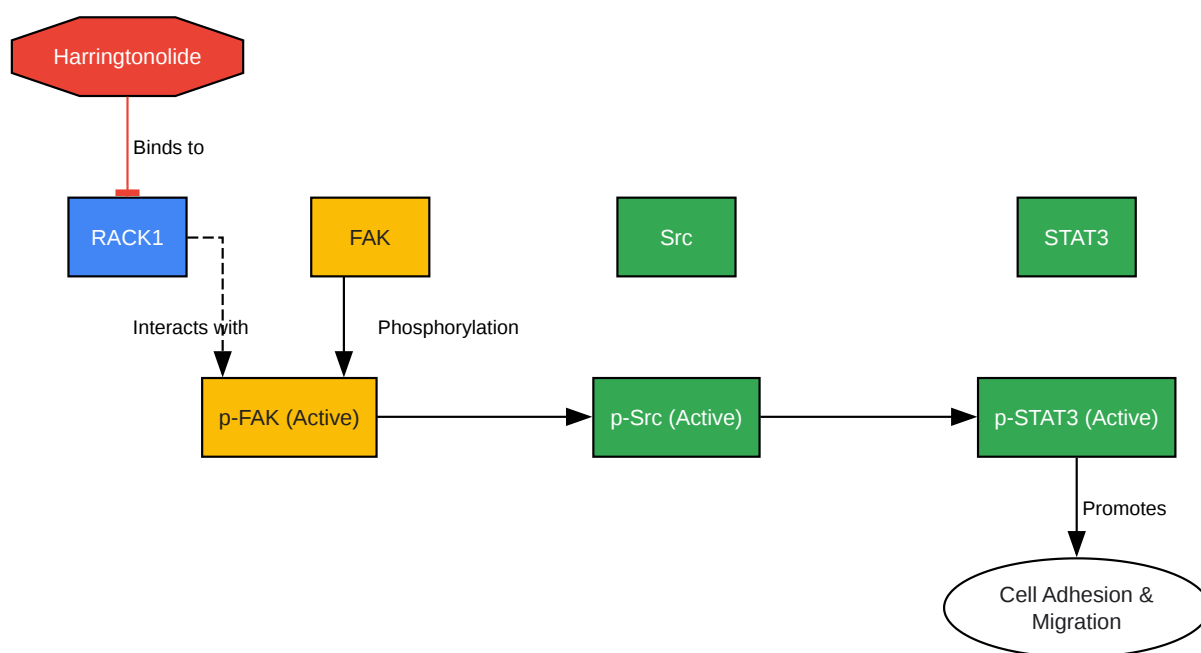 Harringtonolide
Binds to
RACK1
FAK
Src
STAT3
Interacts with
Phosphorylation
p-FAK (Active)
p-Src (Active)
p-STAT3 (Active)
Promotes
Cell Adhesion &
Migration